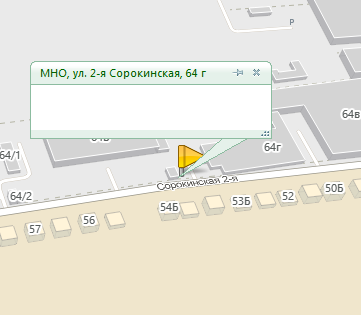 Р
МНО, ул. 2-я Сорокинская, 64 г
64в
64г
64/1
64/2
Сорокинская 2-я
50Б
52
53Б
54Б
56
57